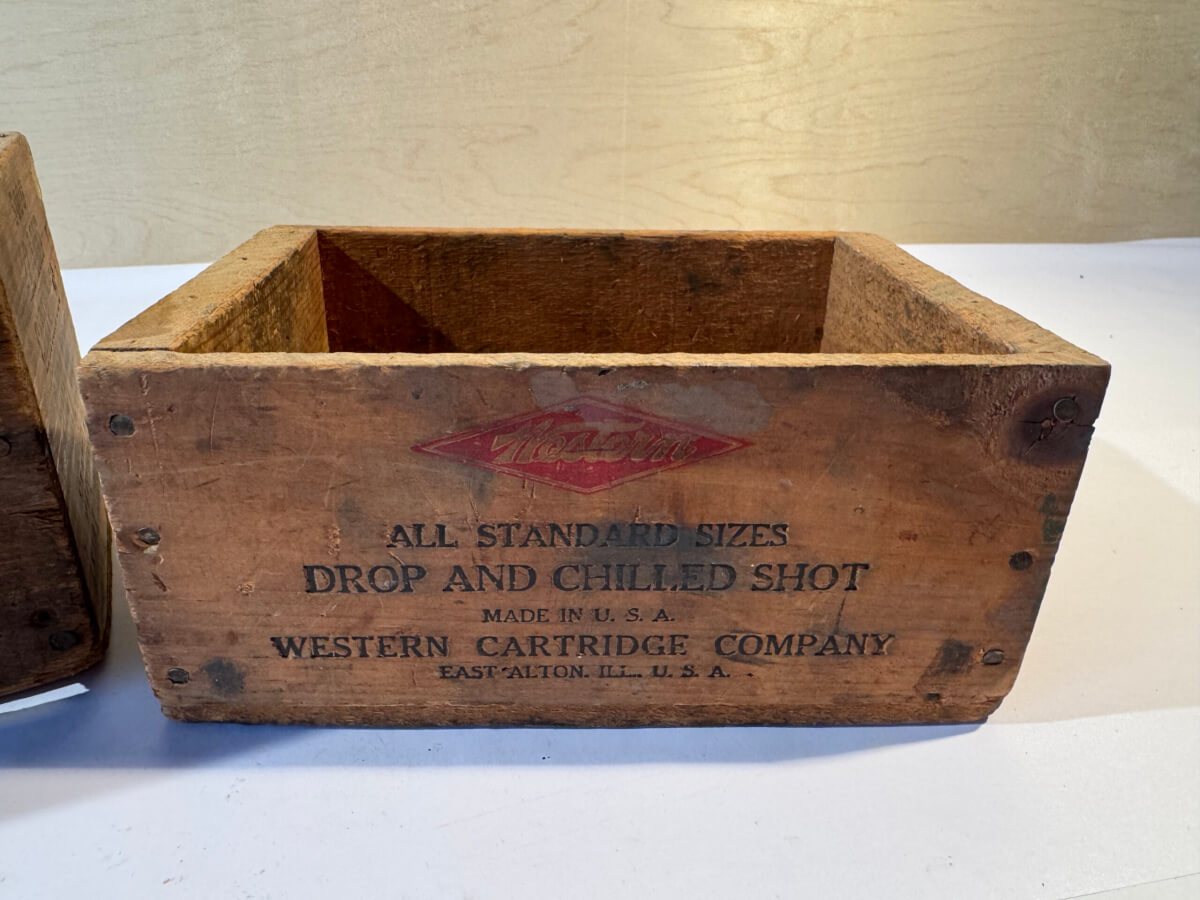 Western
ALL STANDARD SIZES
DROP AND CHILLED SHOT
MADE IN U. S. A.
WESTERN CARTRIDGE COMPANY
EAST ALTON. ILL.. U. S. A.